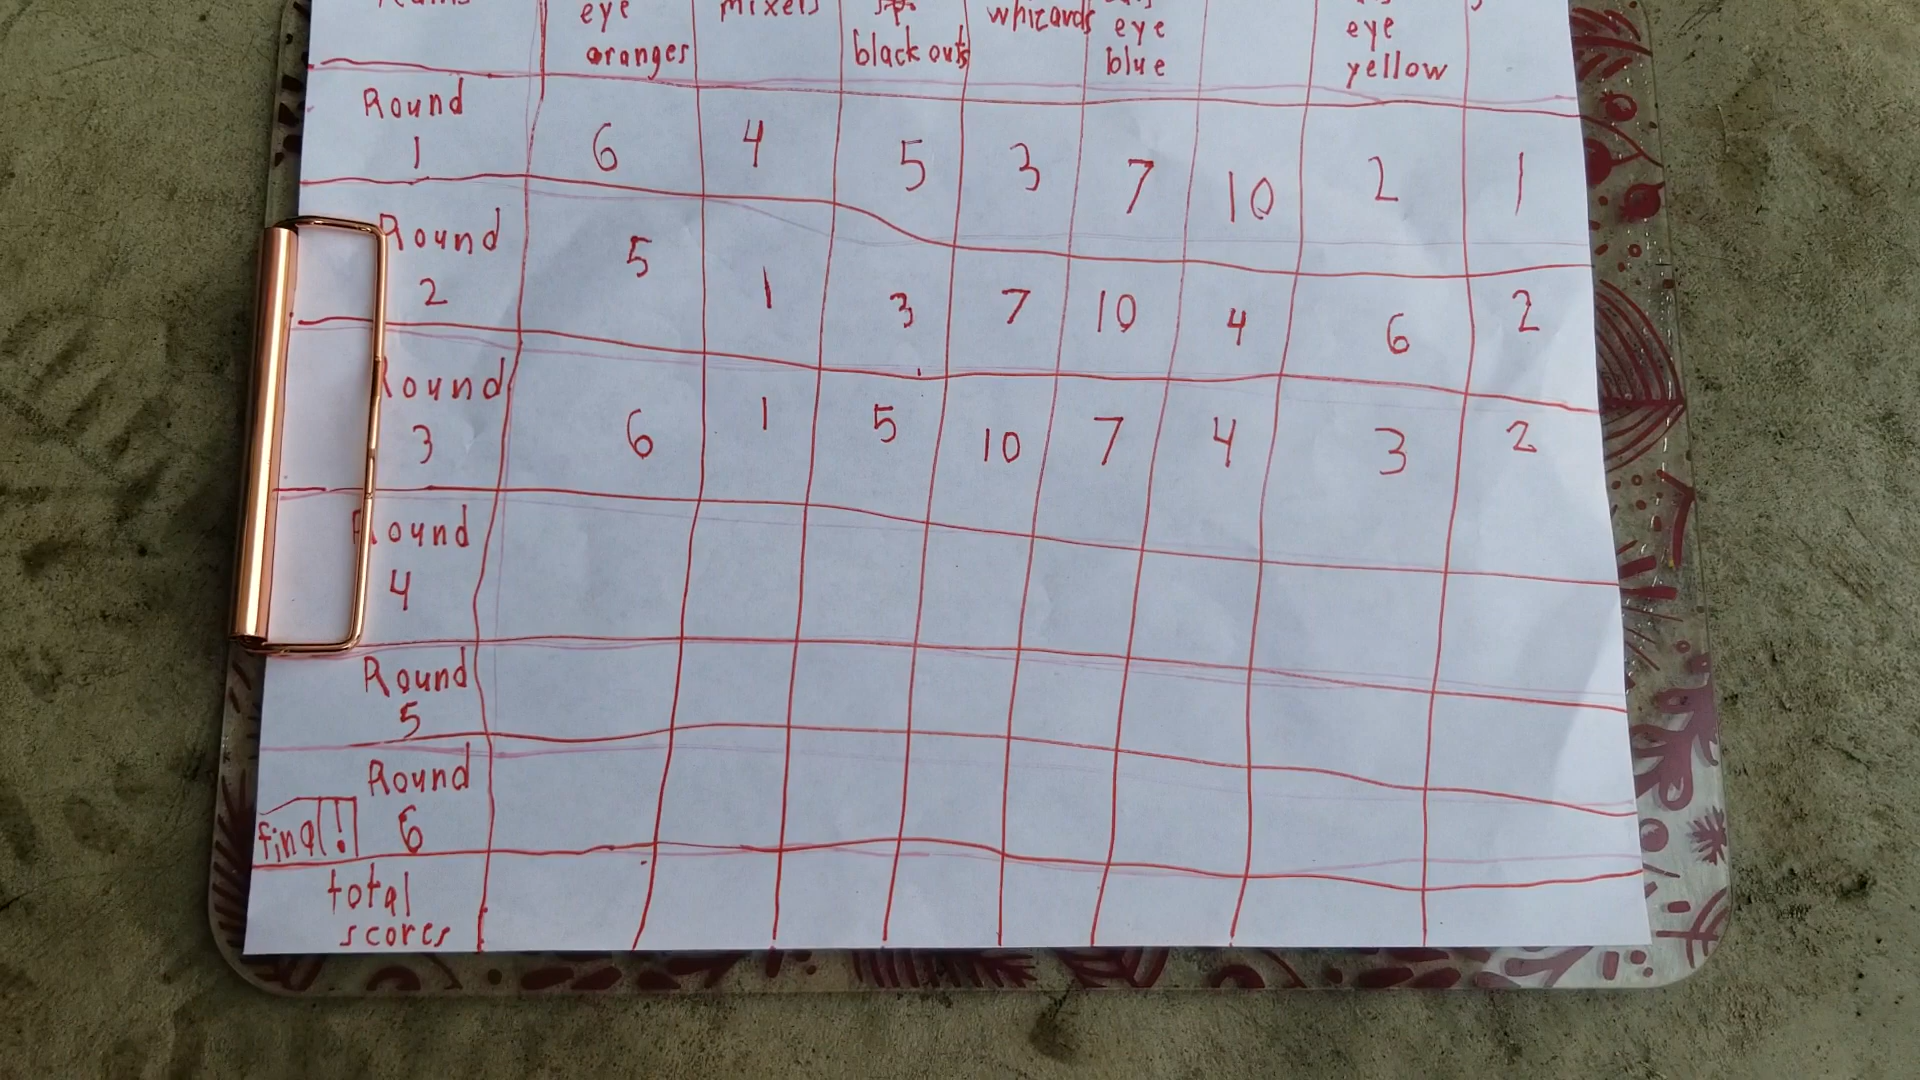 eye mixels whizards eye eye
oranges black outs blue yellow
Round
1 6 4 5 3 7 10 2 1
Round
2 5 1 3 7 10 4 6 2
Round
3 6 1 5 10 7 4 3 2
Round
4
Round
5
Round
final! 6
total
scores